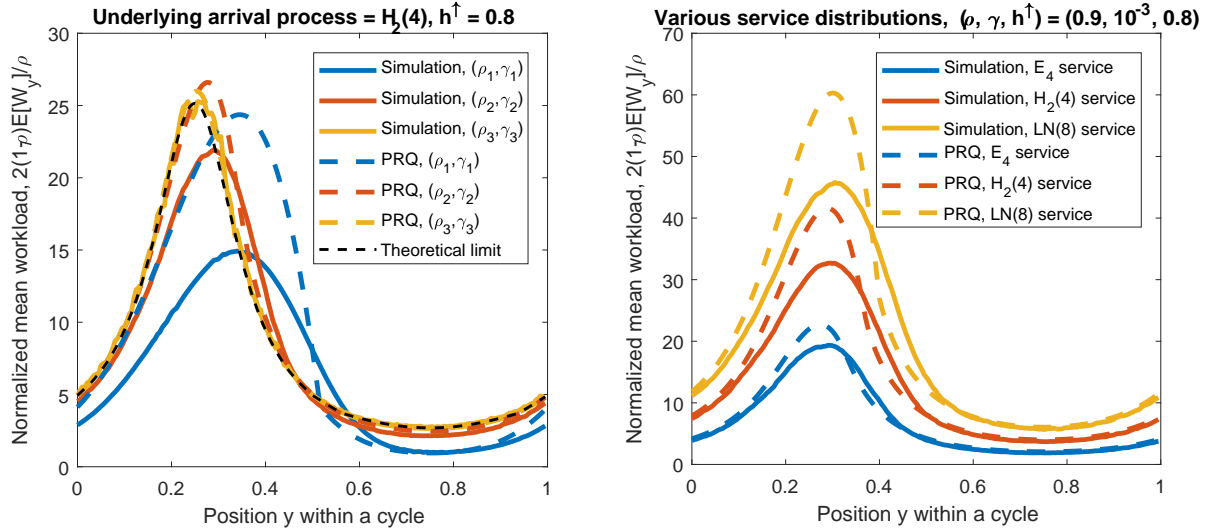 Underlying arrival process = H₂(4), h↑ = 0.8
Normalized mean workload, 2(1-ρ)E[W_y]/ρ
30
25
20
15
10
5
0
Simulation, (ρ₁,γ₁)
Simulation, (ρ₂,γ₂)
Simulation, (ρ₃,γ₃)
PRQ, (ρ₁,γ₁)
PRQ, (ρ₂,γ₂)
PRQ, (ρ₃,γ₃)
Theoretical limit
0 0.2 0.4 0.6 0.8 1
Position y within a cycle
Various service distributions, (ρ, γ, h↑) = (0.9, 10⁻³, 0.8)
Normalized mean workload, 2(1-ρ)E[W_y]/ρ
70
60
50
40
30
20
10
0
Simulation, E₄ service
Simulation, H₂(4) service
Simulation, LN(8) service
PRQ, E₄ service
PRQ, H₂(4) service
PRQ, LN(8) service
0 0.2 0.4 0.6 0.8 1
Position y within a cycle